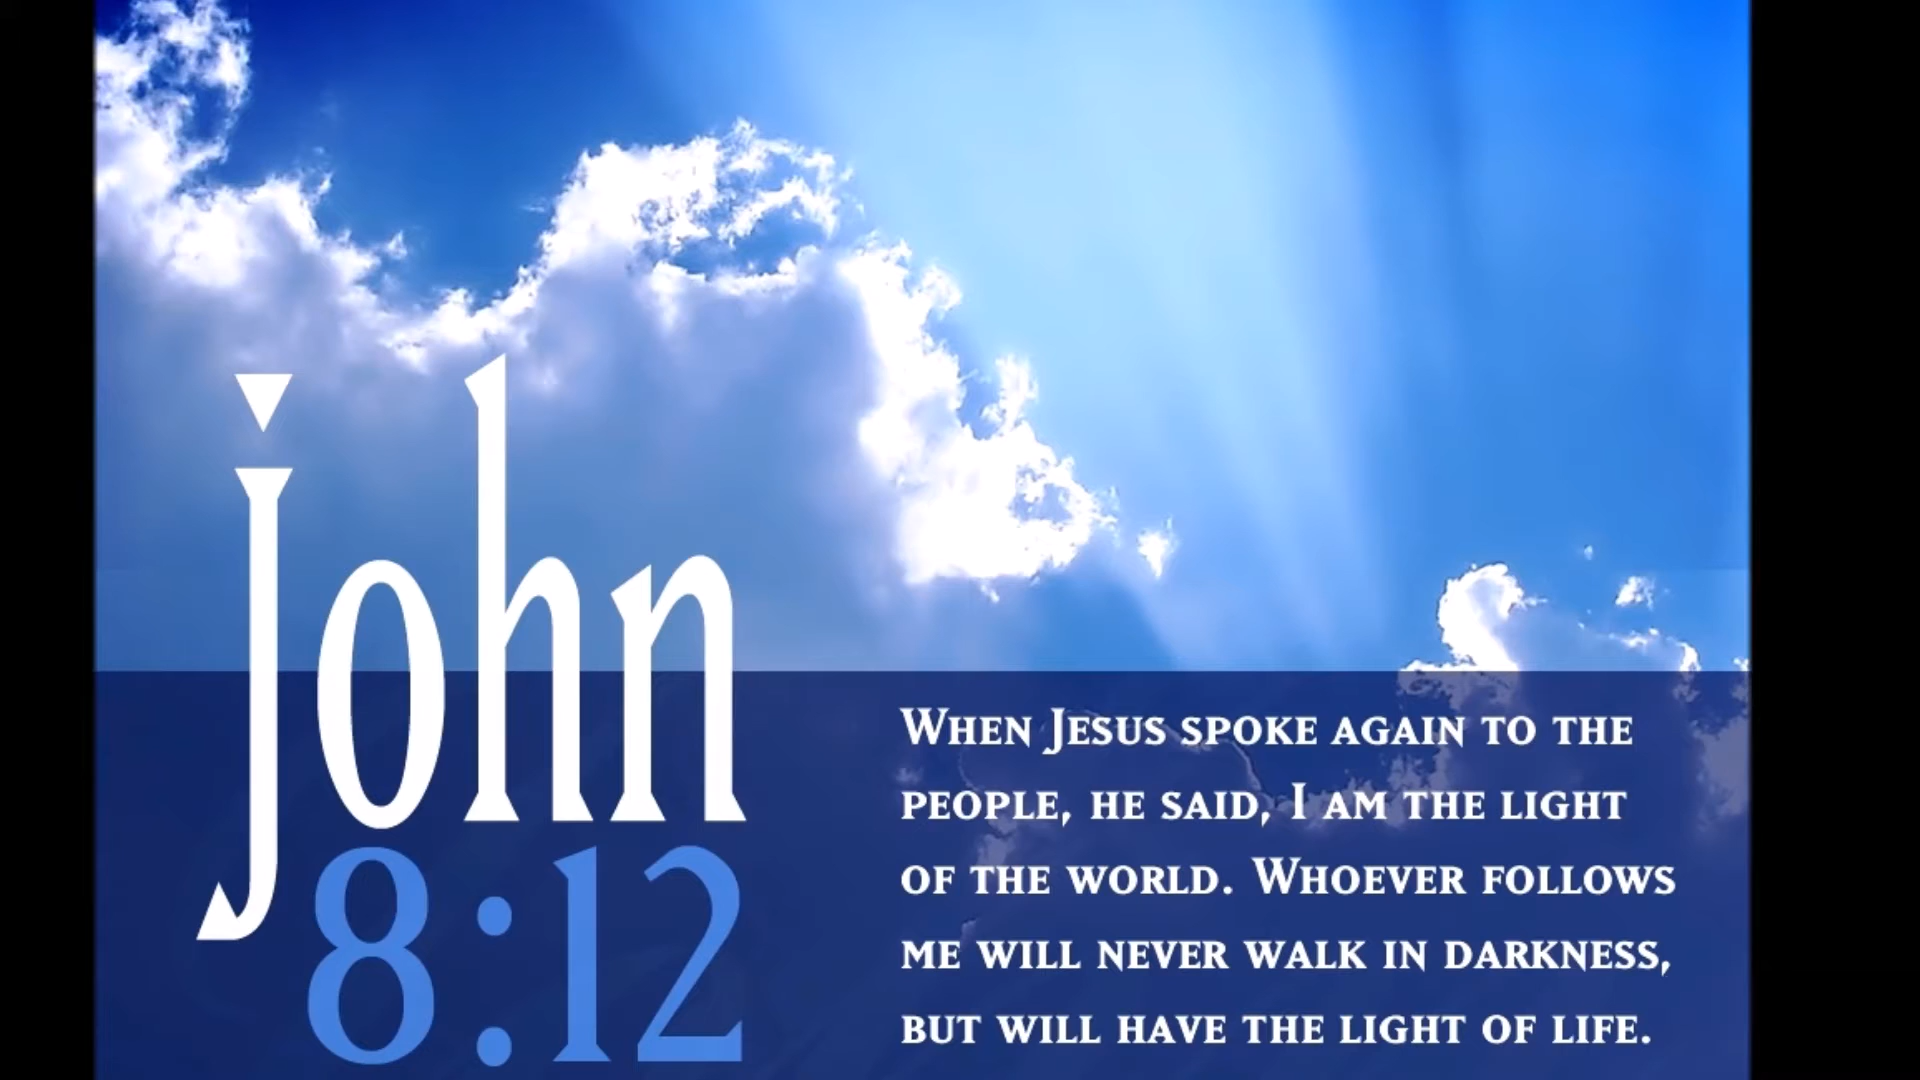 john
8:12
When Jesus spoke again to the
people, he said, I am the light
of the world. Whoever follows
me will never walk in darkness,
but will have the light of life.